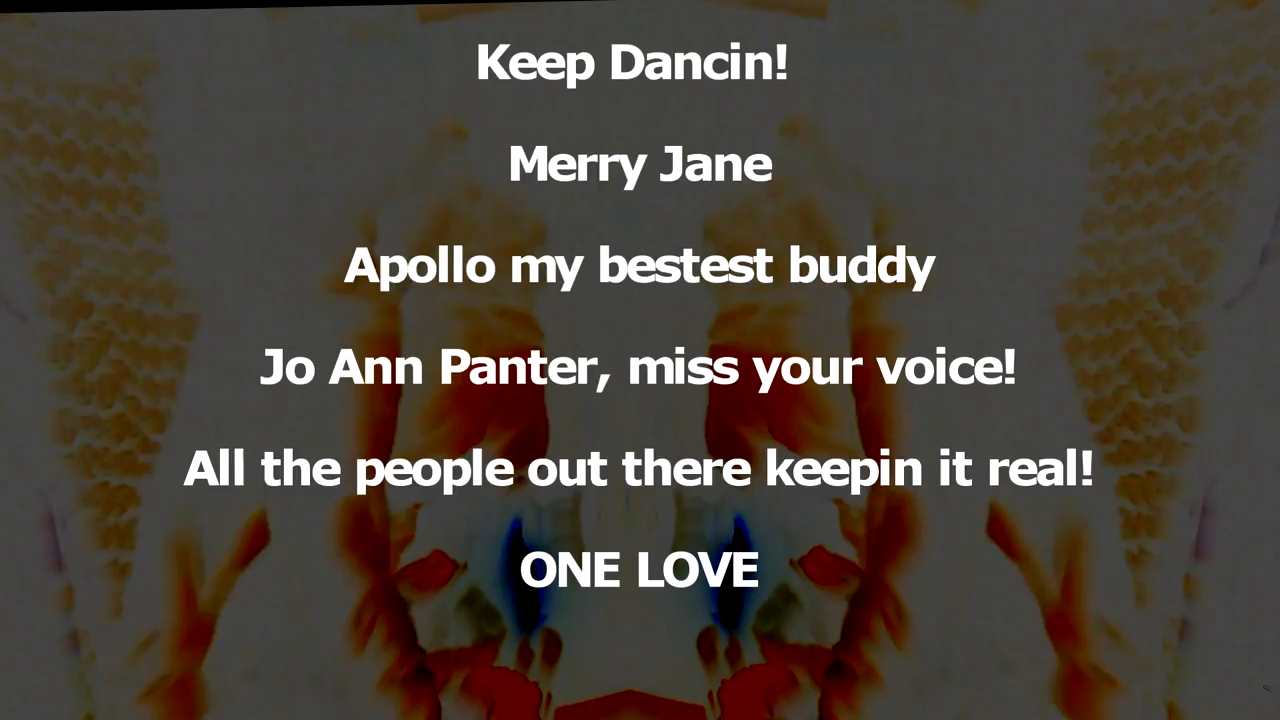 Keep Dancin!
Merry Jane
Apollo my bestest buddy
Jo Ann Panter, miss your voice!
All the people out there keepin it real!
ONE LOVE